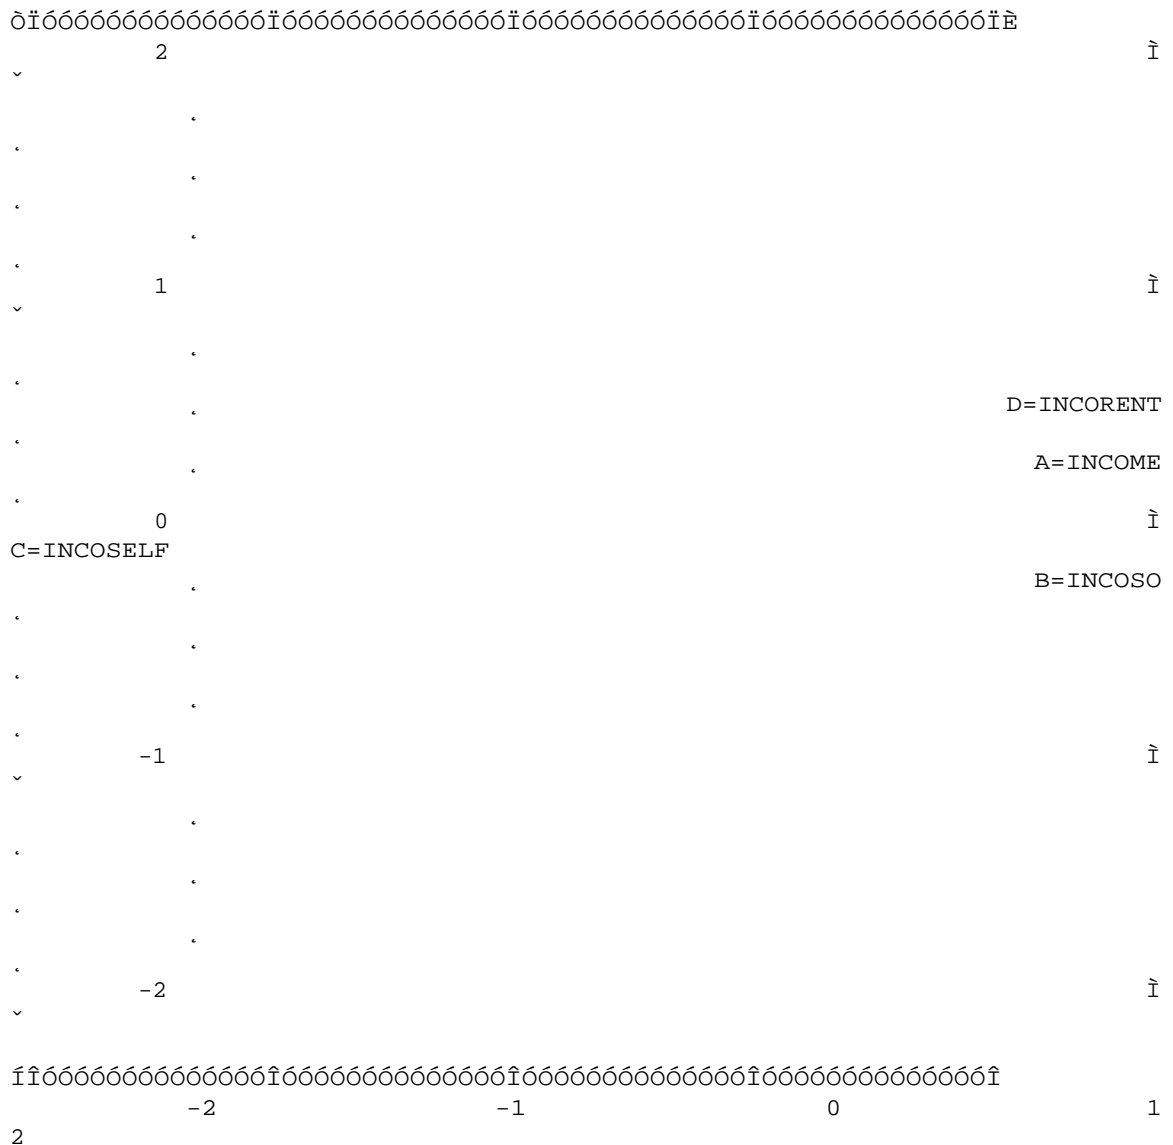 ÒÏÓÓÓÓÓÓÓÓÓÓÓÓÓÓÏÓÓÓÓÓÓÓÓÓÓÓÓÓÓÏÓÓÓÓÓÓÓÓÓÓÓÓÓÓÏÓÓÓÓÓÓÓÓÓÓÓÓÓÓÏÈ
2 Ì
ˇ
˛
˛
˛
˛
˛
˛
1 Ì
ˇ
˛
˛
˛ D=INCORENT
˛
˛ A=INCOME
˛
0 Ì
C=INCOSELF
˛ B=INCOSO
˛
˛
˛
˛
˛
-1 Ì
ˇ
˛
˛
˛
˛
˛
˛
-2 Ì
ˇ
ÍÎÓÓÓÓÓÓÓÓÓÓÓÓÓÓÎÓÓÓÓÓÓÓÓÓÓÓÓÓÓÎÓÓÓÓÓÓÓÓÓÓÓÓÓÓÎÓÓÓÓÓÓÓÓÓÓÓÓÓÓÎ
-2 -1 0 1
2